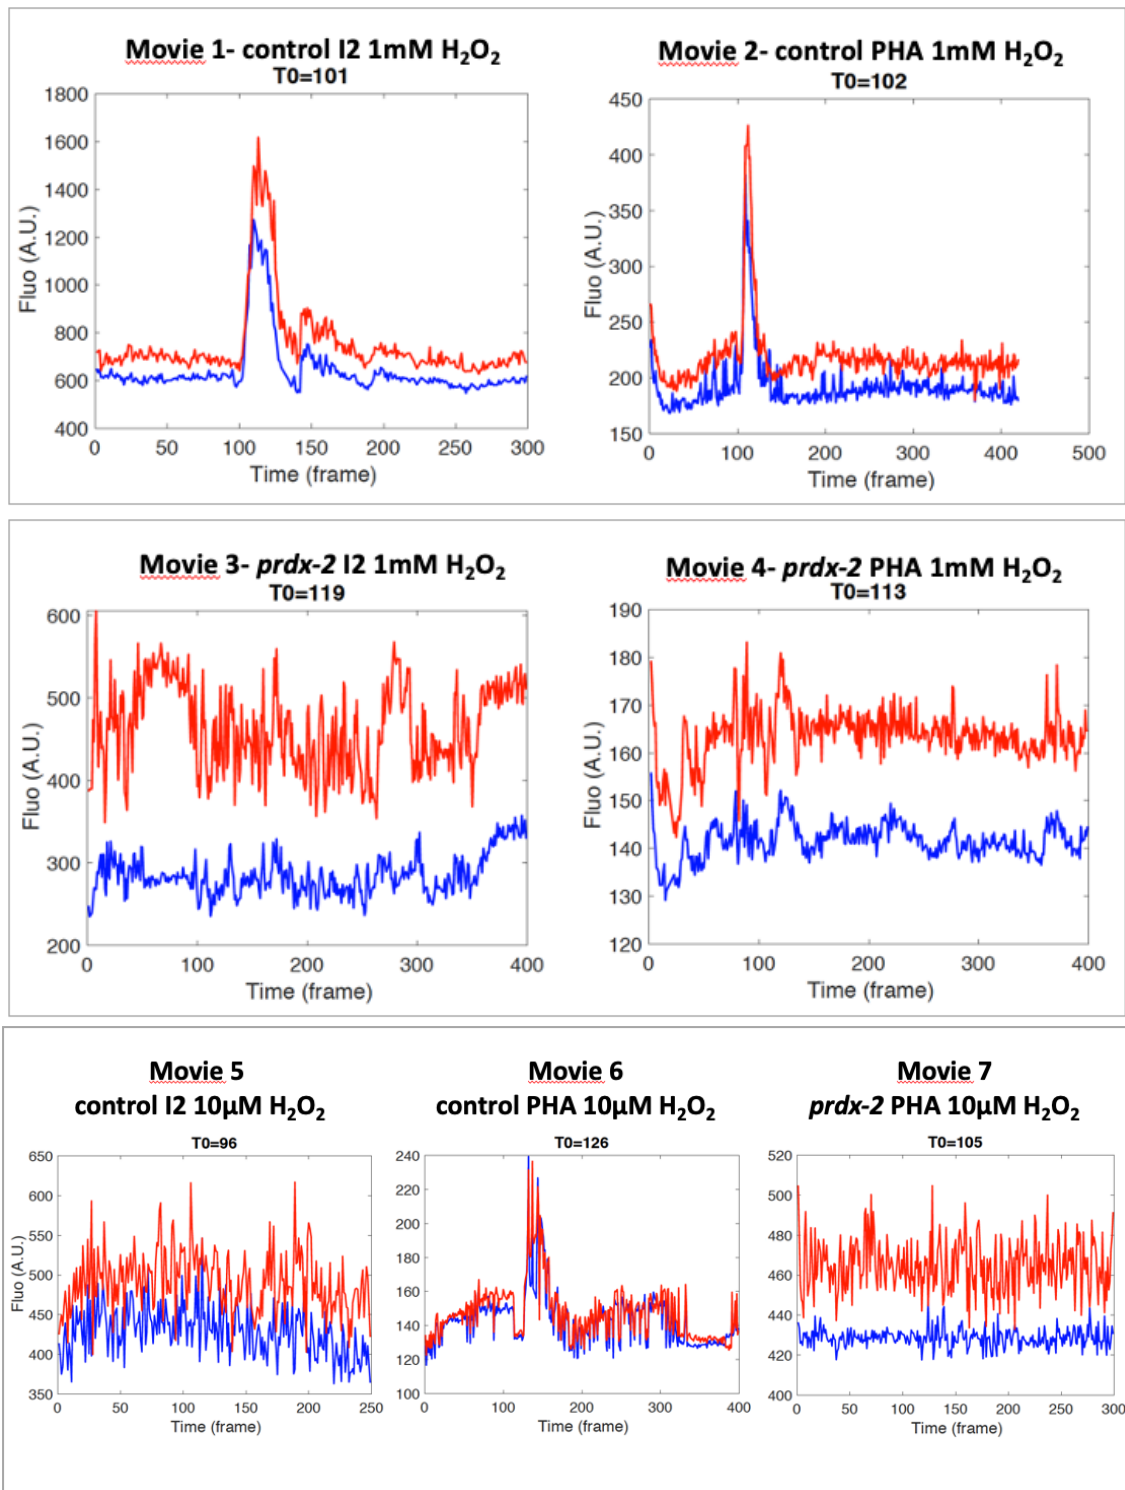 Movie 1- control I2 1mM H₂O₂
T0=101
1800
1600
1400
1200
1000
800
600
400
Fluo (A.U.)
0 50 100 150 200 250 300
Time (frame)
Movie 2- control PHA 1mM H₂O₂
T0=102
450
400
350
300
250
200
150
Fluo (A.U.)
0 100 200 300 400 500
Time (frame)
Movie 3- prdx-2 I2 1mM H₂O₂
T0=119
600
500
400
300
200
Fluo (A.U.)
0 100 200 300 400
Time (frame)
Movie 4- prdx-2 PHA 1mM H₂O₂
T0=113
190
180
170
160
150
140
130
120
Fluo (A.U.)
0 100 200 300 400
Time (frame)
Movie 5
control I2 10µM H₂O₂
T0=96
650
600
550
500
450
400
350
Fluo (A.U.)
0 50 100 150 200 250
Time (frame)
Movie 6
control PHA 10µM H₂O₂
T0=126
240
220
200
180
160
140
120
100
0 100 200 300 400
Time (frame)
Movie 7
prdx-2 PHA 10µM H₂O₂
T0=105
520
500
480
460
440
420
400
0 50 100 150 200 250 300
Time (frame)